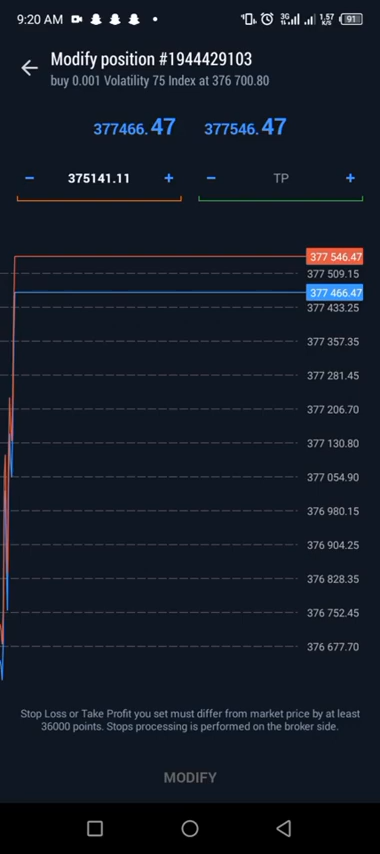 9:20 AM 3G 1.57 K/S 91
Modify position #1944429103
buy 0.001 Volatility 75 Index at 376 700.80
377466.47 377546.47
− 375141.11 + − TP +
377 546.47
377 509.15
377 466.47
377 433.25
377 357.35
377 281.45
377 206.70
377 130.80
377 054.90
376 980.15
376 904.25
376 828.35
376 752.45
376 677.70
Stop Loss or Take Profit you set must differ from market price by at least
36000 points. Stops processing is performed on the broker side.
MODIFY